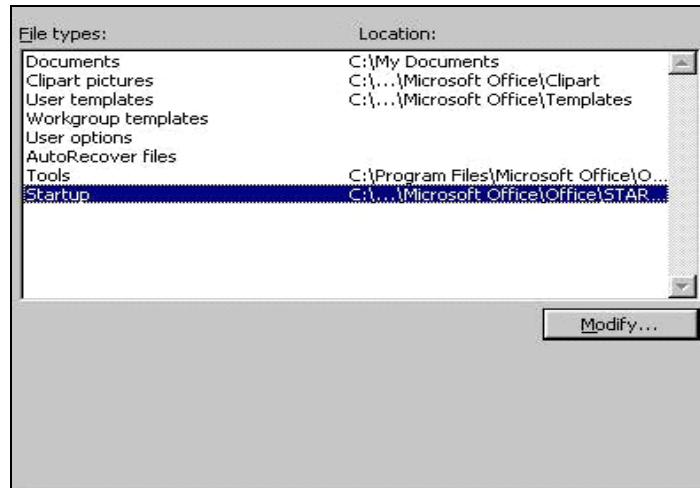 File types: Location:
Documents C:\My Documents
Clipart pictures C:\...\Microsoft Office\Clipart
User templates C:\...\Microsoft Office\Templates
Workgroup templates
User options
AutoRecover files
Tools C:\Program Files\Microsoft Office\O...
Startup C:\...\Microsoft Office\Office\STAR...
Modify...